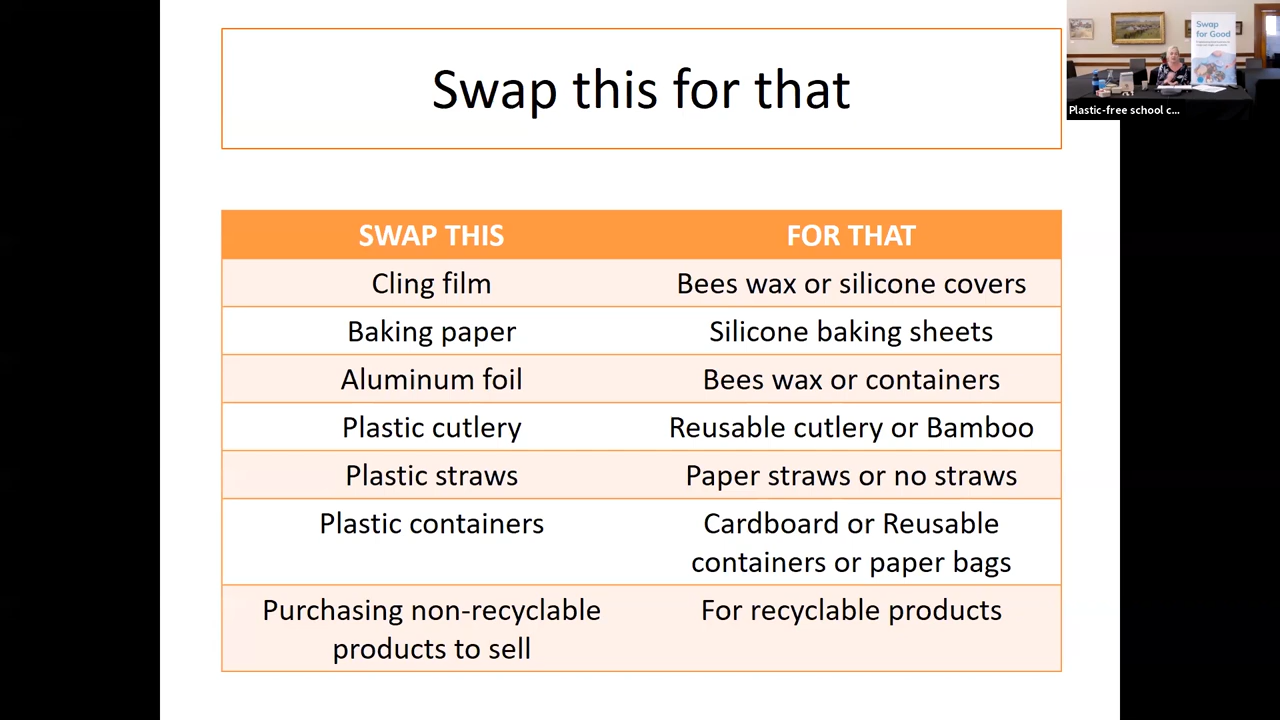 Swap this for that
SWAP THIS FOR THAT
Cling film Bees wax or silicone covers
Baking paper Silicone baking sheets
Aluminum foil Bees wax or containers
Plastic cutlery Reusable cutlery or Bamboo
Plastic straws Paper straws or no straws
Plastic containers Cardboard or Reusable
containers or paper bags
Purchasing non-recyclable For recyclable products
products to sell
Swap
for Good
Plastic-free school c...